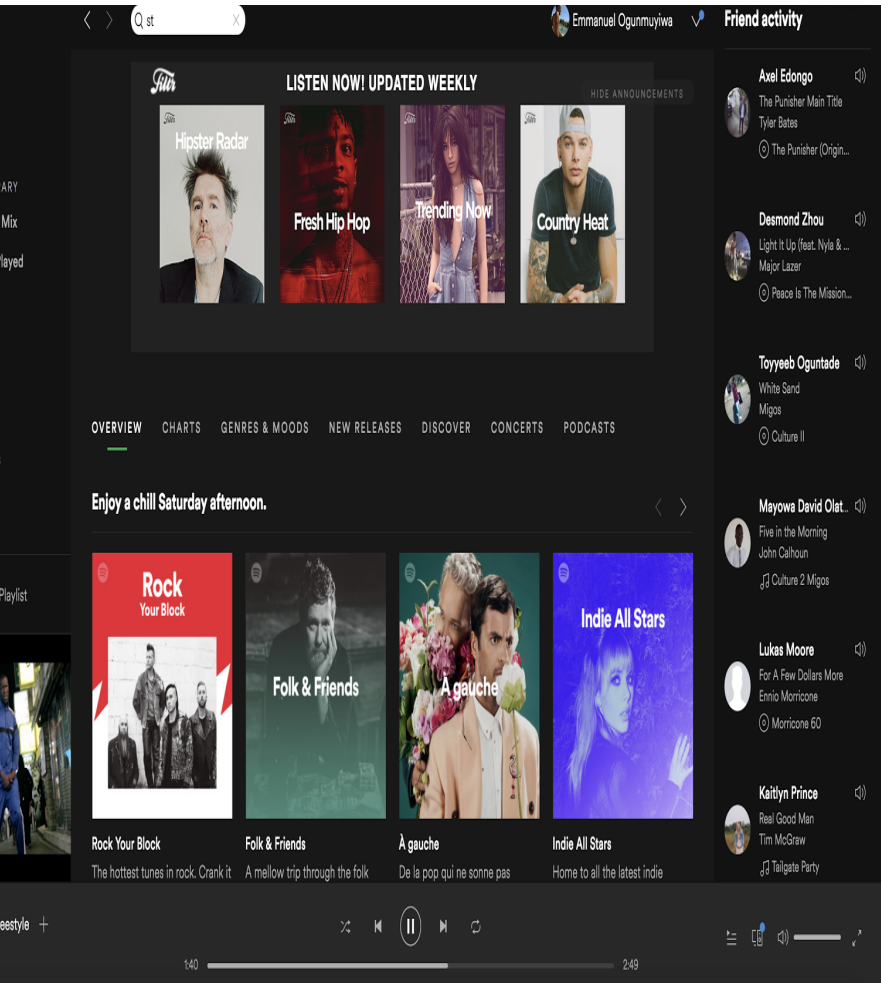 st
Emmanuel Ogunmuyiwa
Friend activity
Filtr
LISTEN NOW! UPDATED WEEKLY
HIDE ANNOUNCEMENTS
Filtr
Hipster Radar
Filtr
Fresh Hip Hop
Filtr
Trending Now
Filtr
Country Heat
ARY
Mix
layed
OVERVIEW CHARTS GENRES & MOODS NEW RELEASES DISCOVER CONCERTS PODCASTS
Enjoy a chill Saturday afternoon.
Rock
Your Block
Folk & Friends
À gauche
Indie All Stars
Rock Your Block
The hottest tunes in rock. Crank it
Folk & Friends
A mellow trip through the folk
À gauche
De la pop qui ne sonne pas
Indie All Stars
Home to all the latest indie
Playlist
Axel Edongo
The Punisher Main Title
Tyler Bates
The Punisher (Origin...
Desmond Zhou
Light It Up (feat. Nyla & ...
Major Lazer
Peace Is The Mission...
Toyyeeb Oguntade
White Sand
Migos
Culture II
Mayowa David Olat...
Five in the Morning
John Calhoun
Culture 2 Migos
Lukas Moore
For A Few Dollars More
Ennio Morricone
Morricone 60
Kaitlyn Prince
Real Good Man
Tim McGraw
Tailgate Party
eestyle +
1:40
2:49